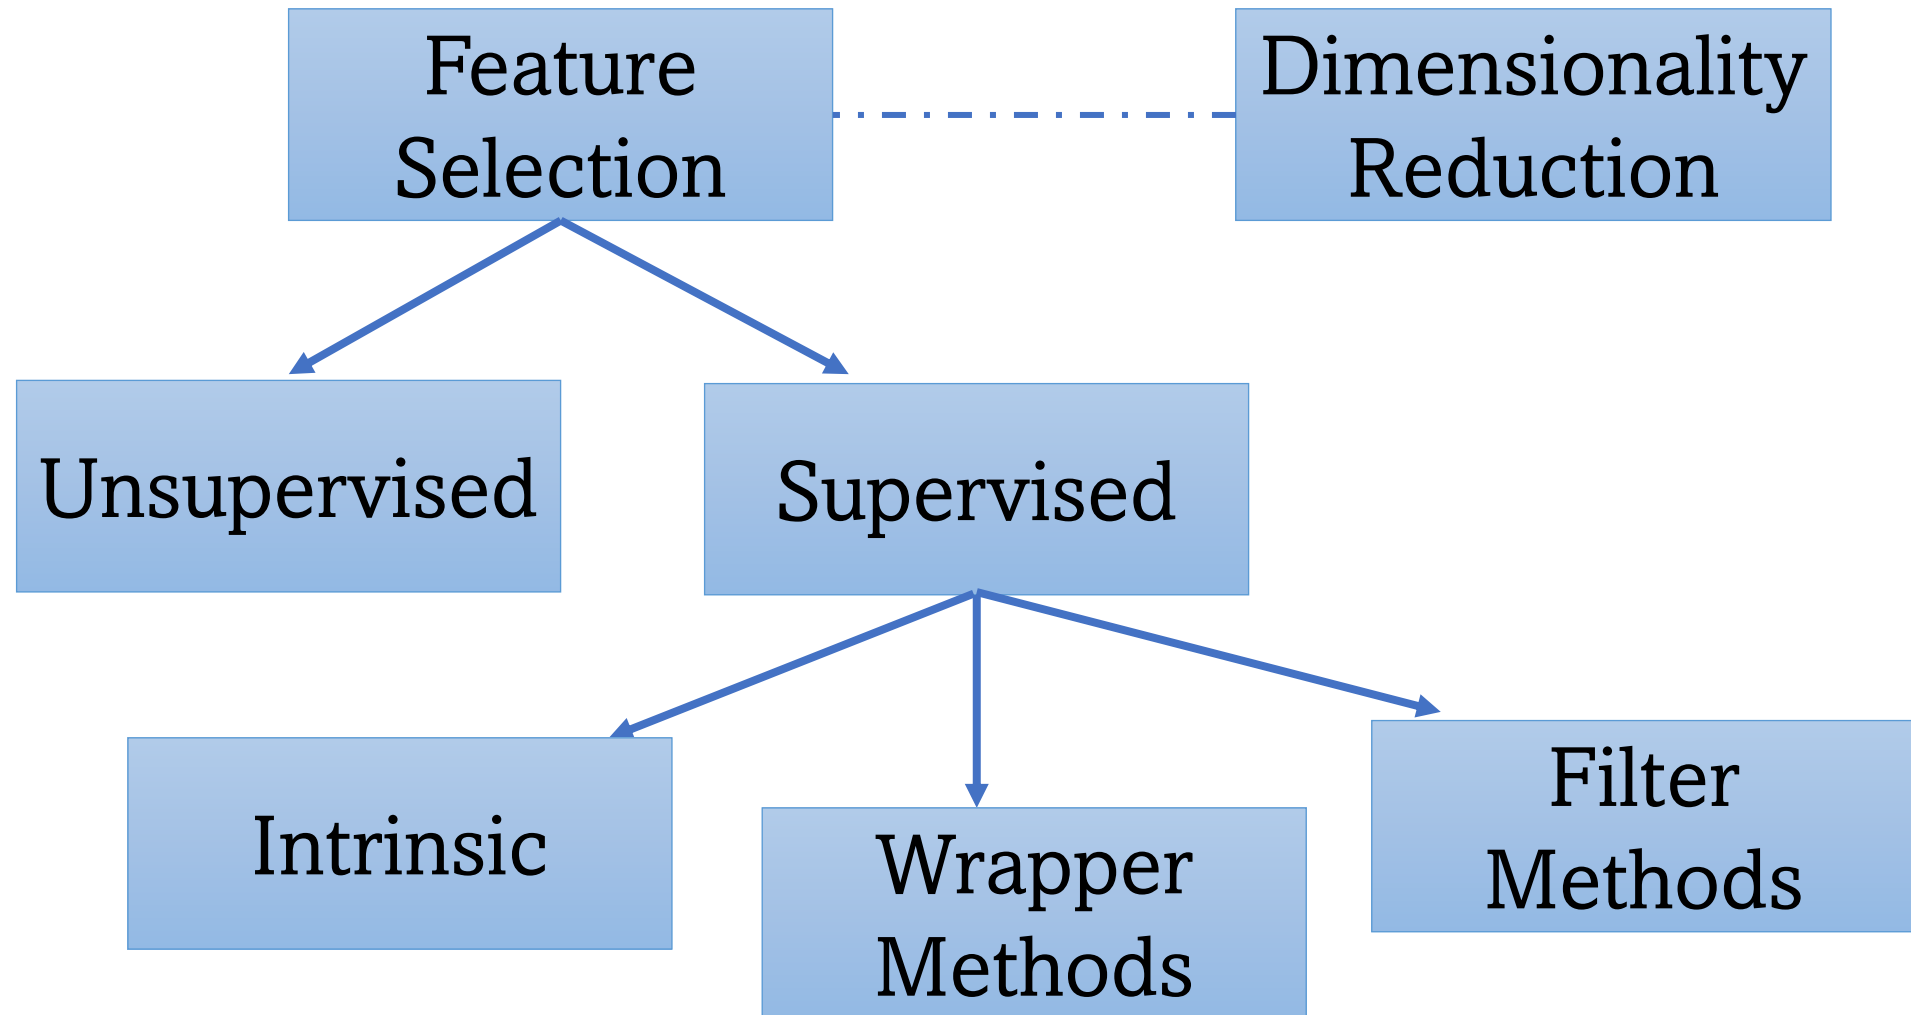 Feature
Selection
Dimensionality
Reduction
Unsupervised
Supervised
Intrinsic
Wrapper
Methods
Filter
Methods